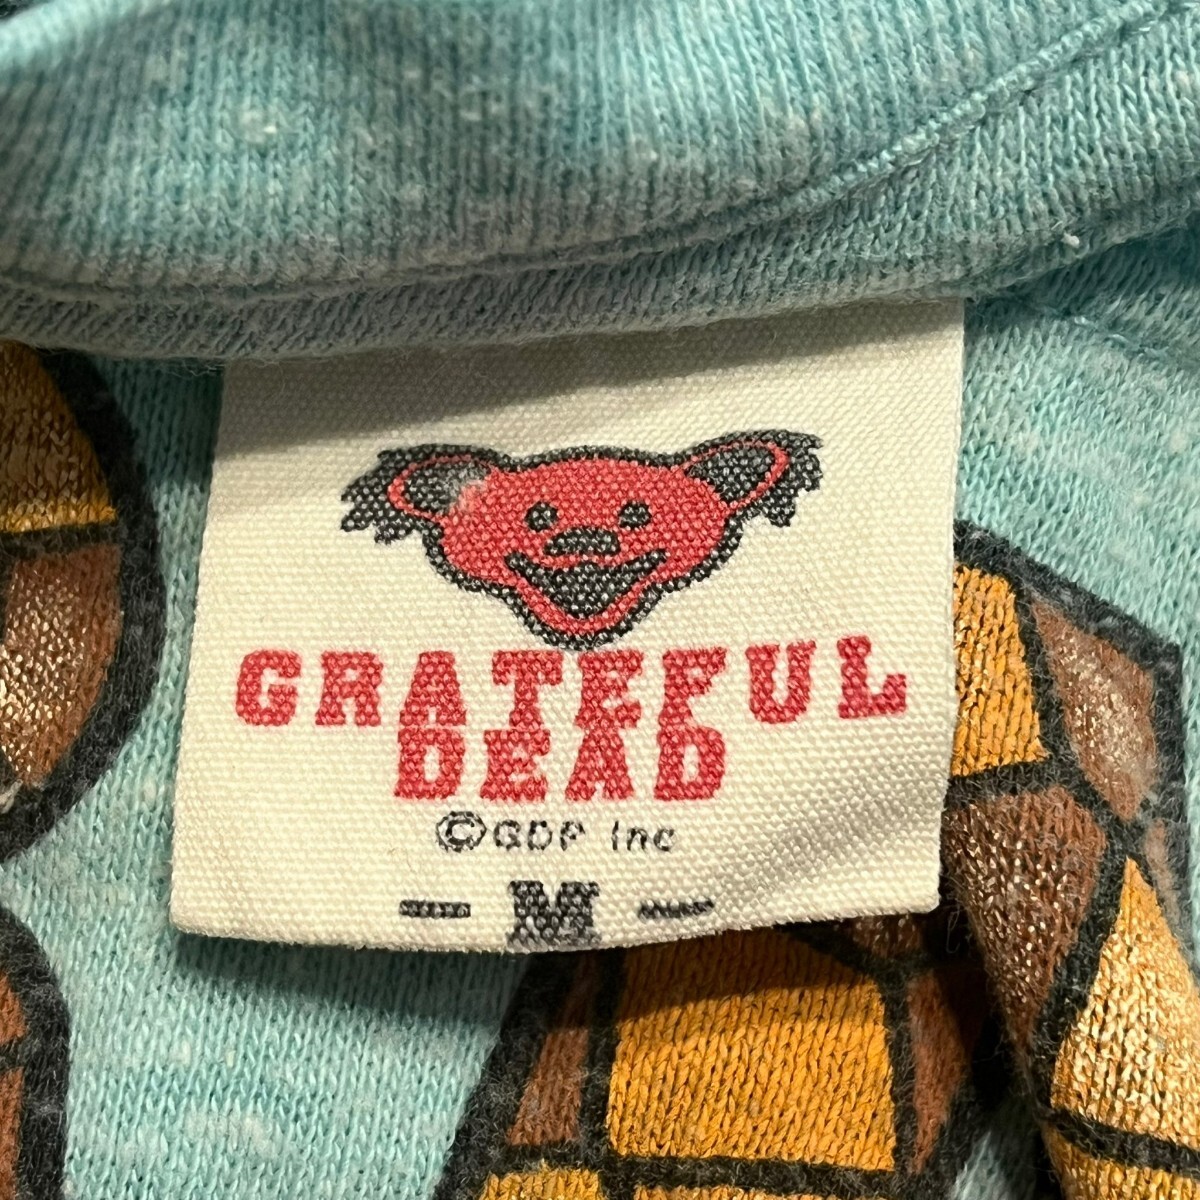 GRATEFUL
DEAD
©GDP Inc
- M -